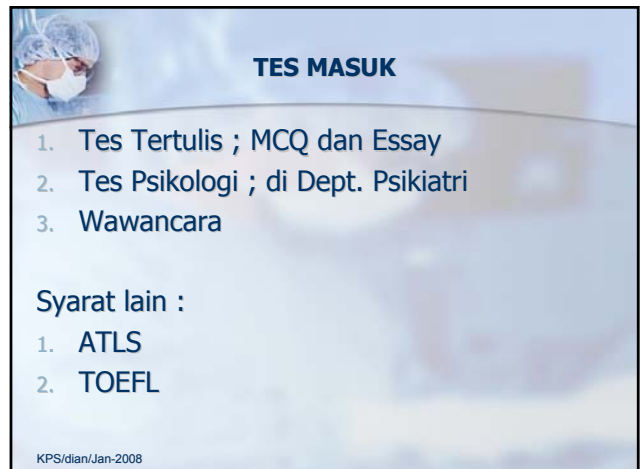 TES MASUK
1. Tes Tertulis ; MCQ dan Essay
2. Tes Psikologi ; di Dept. Psikiatri
3. Wawancara
Syarat lain :
1. ATLS
2. TOEFL
KPS/dian/Jan-2008